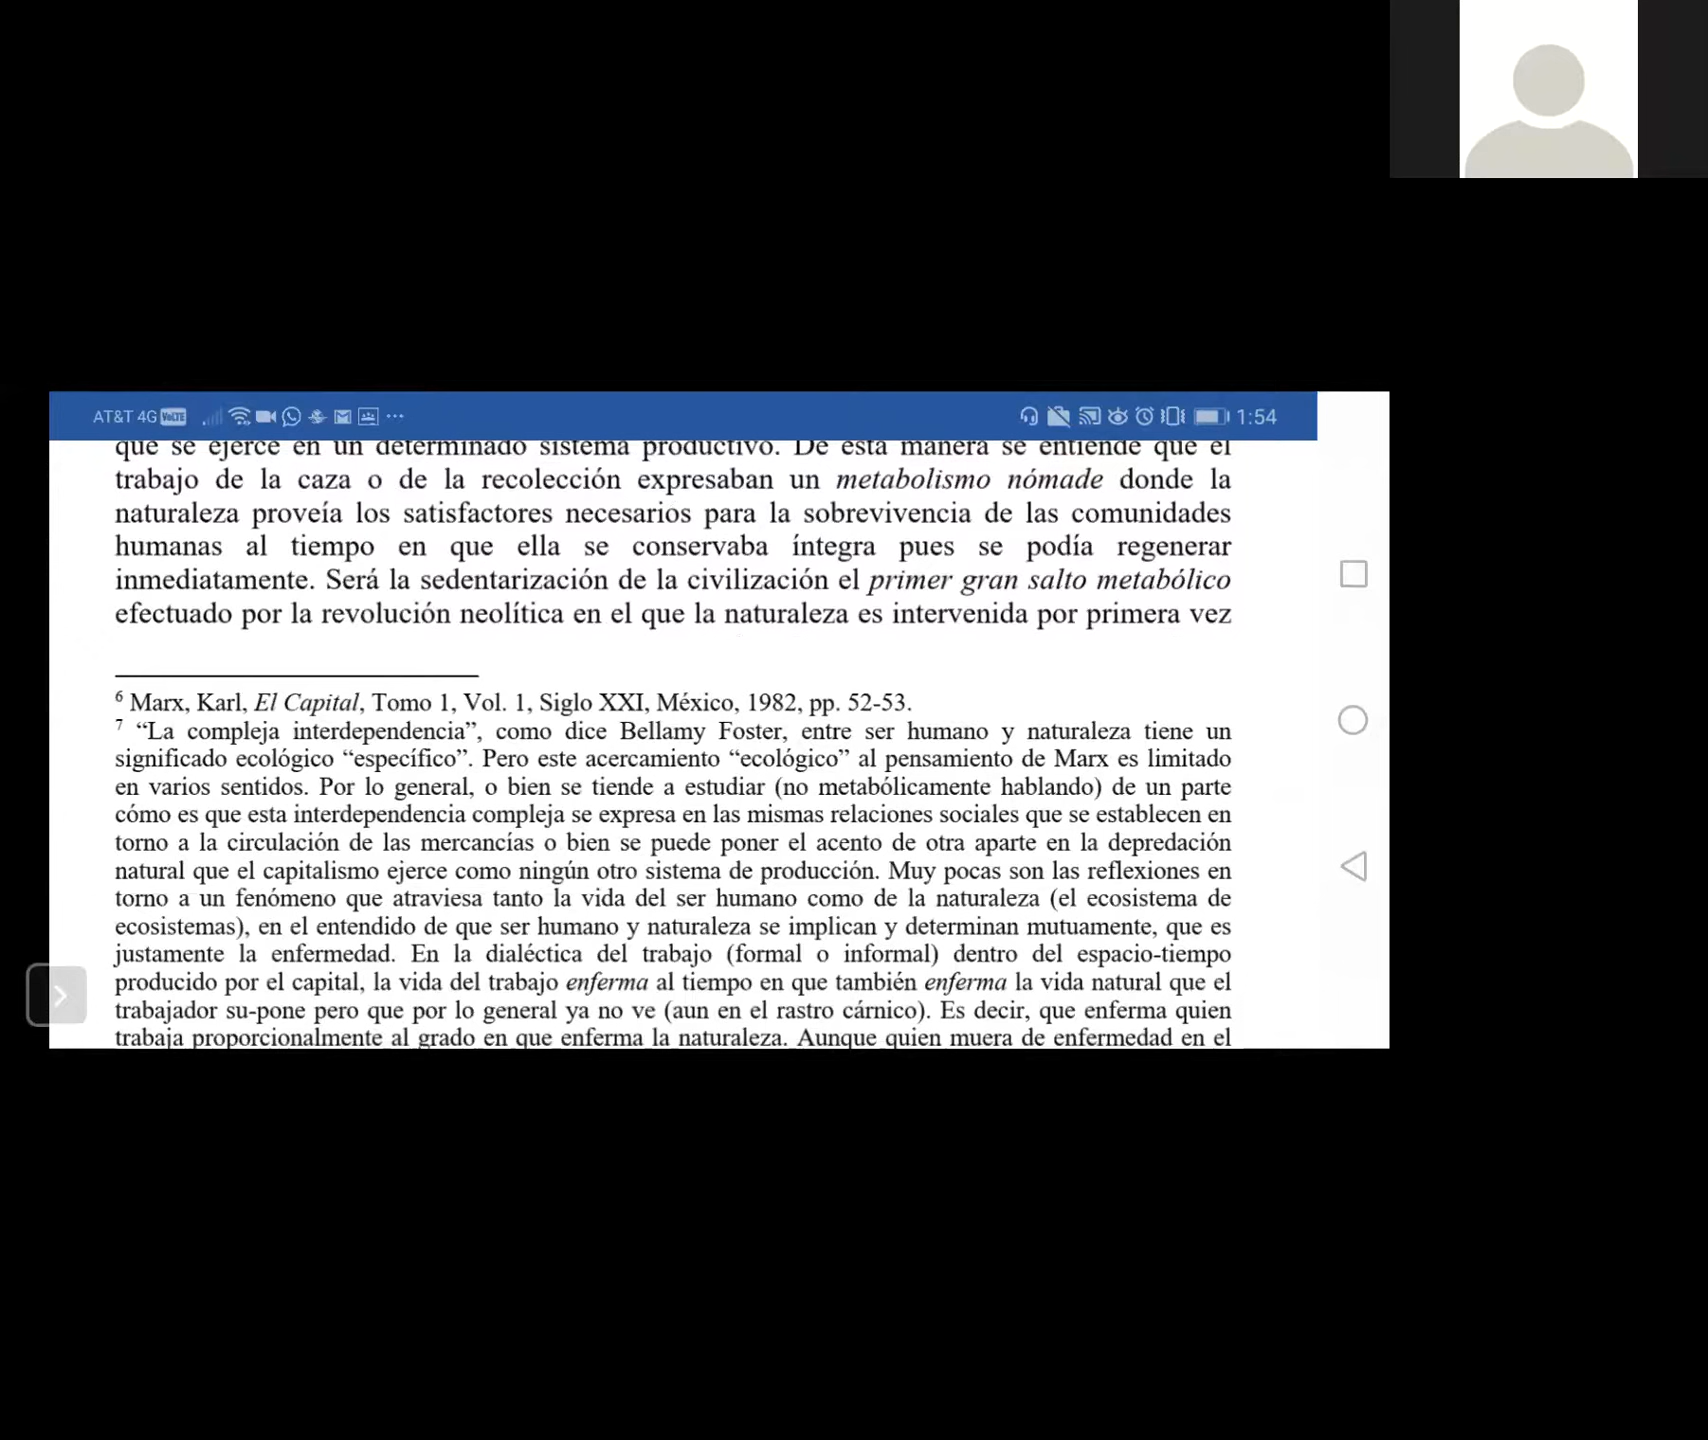 AT&T 4G VoLTE 1:54
que se ejerce en un determinado sistema productivo. De esta manera se entiende que el
trabajo de la caza o de la recolección expresaban un metabolismo nómade donde la
naturaleza proveía los satisfactores necesarios para la sobrevivencia de las comunidades
humanas al tiempo en que ella se conservaba íntegra pues se podía regenerar
inmediatamente. Será la sedentarización de la civilización el primer gran salto metabólico
efectuado por la revolución neolítica en el que la naturaleza es intervenida por primera vez
6 Marx, Karl, El Capital, Tomo 1, Vol. 1, Siglo XXI, México, 1982, pp. 52-53.
7 “La compleja interdependencia”, como dice Bellamy Foster, entre ser humano y naturaleza tiene un
significado ecológico “específico”. Pero este acercamiento “ecológico” al pensamiento de Marx es limitado
en varios sentidos. Por lo general, o bien se tiende a estudiar (no metabólicamente hablando) de un parte
cómo es que esta interdependencia compleja se expresa en las mismas relaciones sociales que se establecen en
torno a la circulación de las mercancías o bien se puede poner el acento de otra aparte en la depredación
natural que el capitalismo ejerce como ningún otro sistema de producción. Muy pocas son las reflexiones en
torno a un fenómeno que atraviesa tanto la vida del ser humano como de la naturaleza (el ecosistema de
ecosistemas), en el entendido de que ser humano y naturaleza se implican y determinan mutuamente, que es
justamente la enfermedad. En la dialéctica del trabajo (formal o informal) dentro del espacio-tiempo
producido por el capital, la vida del trabajo enferma al tiempo en que también enferma la vida natural que el
trabajador su-pone pero que por lo general ya no ve (aun en el rastro cárnico). Es decir, que enferma quien
trabaja proporcionalmente al grado en que enferma la naturaleza. Aunque quien muera de enfermedad en el